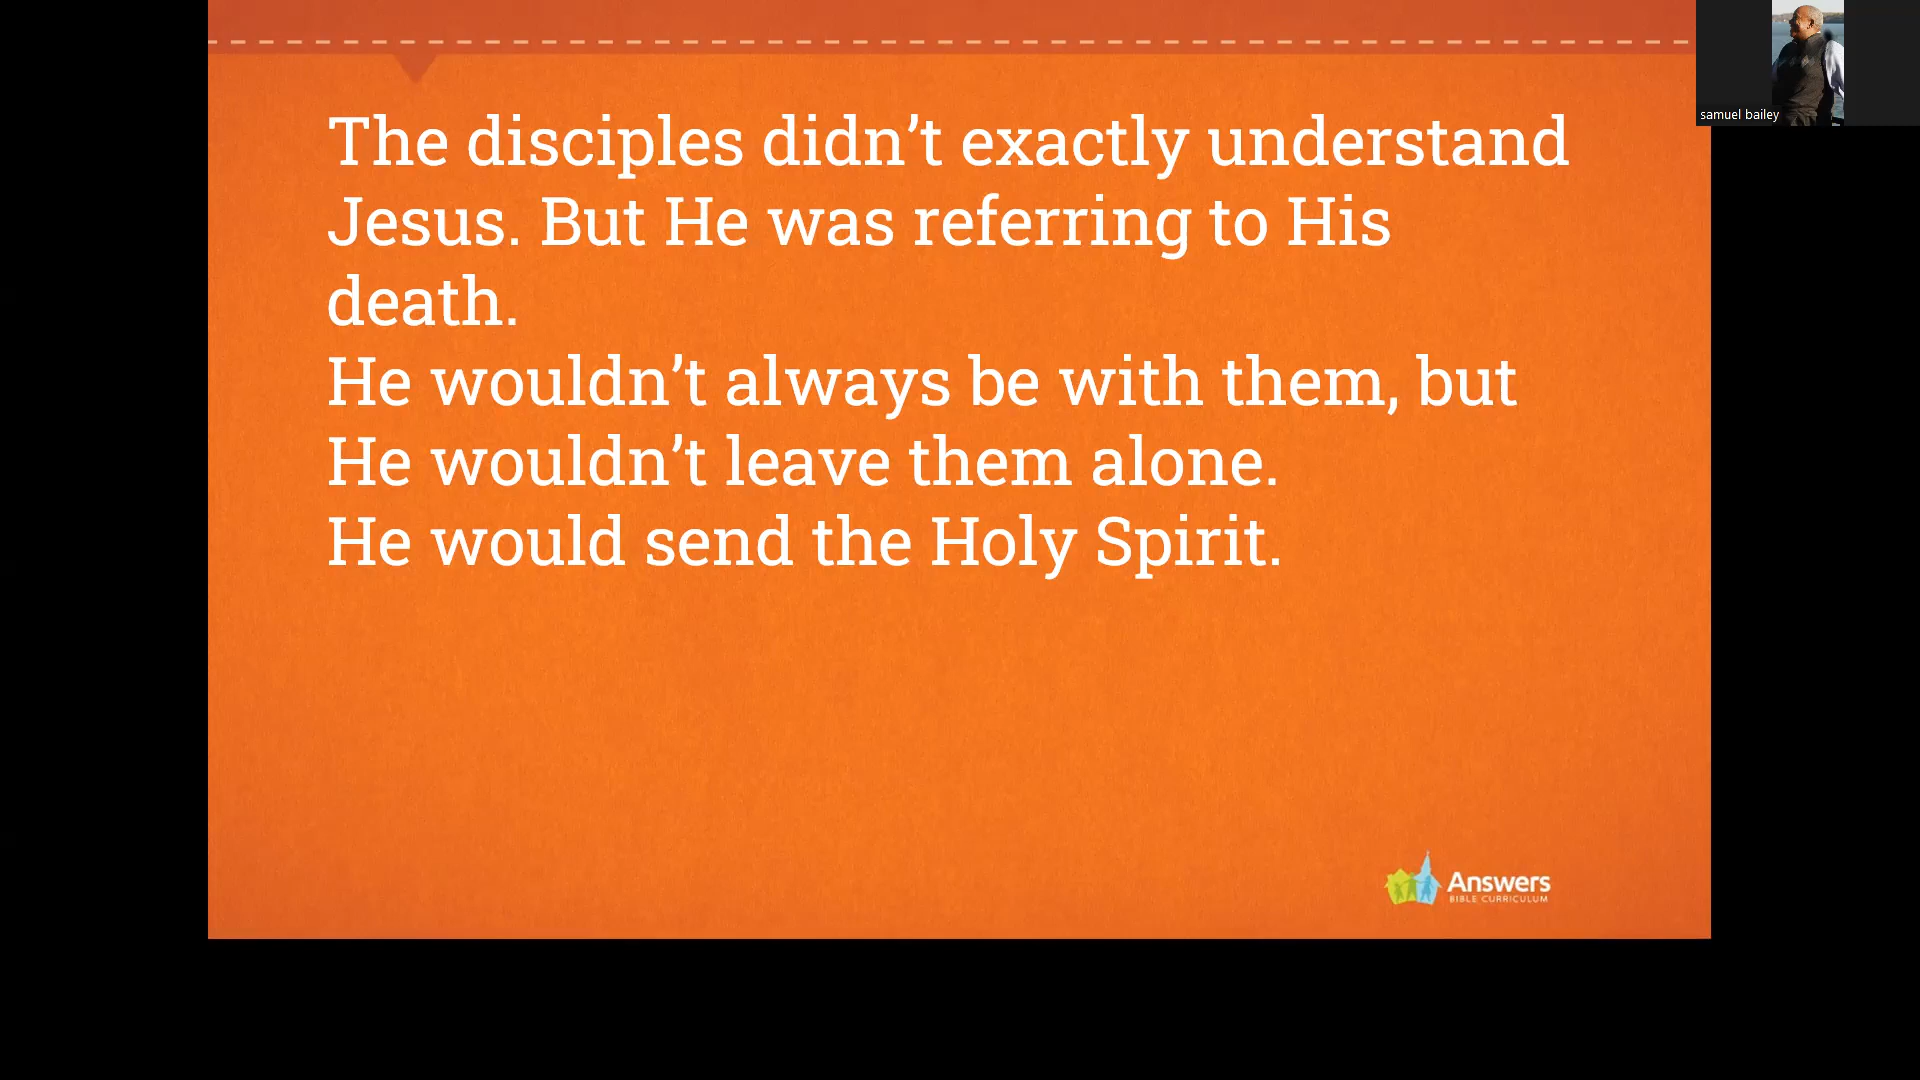 The disciples didn’t exactly understand
Jesus. But He was referring to His
death.
He wouldn’t always be with them, but
He wouldn’t leave them alone.
He would send the Holy Spirit.
Answers
BIBLE CURRICULUM
samuel bailey